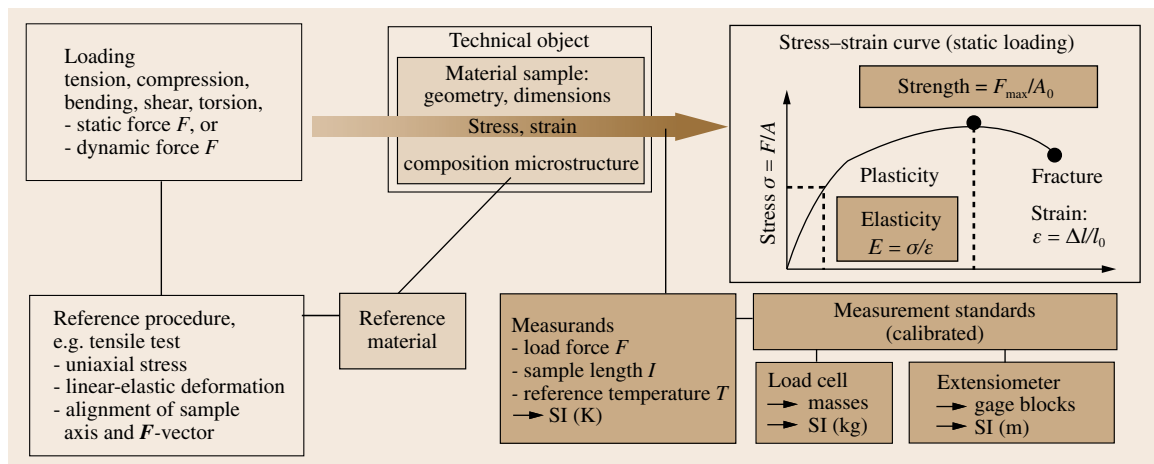 Loading
tension, compression,
bending, shear, torsion,
- static force F, or
- dynamic force F
Technical object
Material sample:
geometry, dimensions
Stress, strain
composition microstructure
Stress–strain curve (static loading)
Strength = Fmax/A0
Stress σ = F/A
Plasticity
Fracture
Elasticity
E = σ/ε
Strain:
ε = Δl/l0
Reference procedure,
e.g. tensile test
- uniaxial stress
- linear-elastic deformation
- alignment of sample
axis and F-vector
Reference
material
Measurands
- load force F
- sample length I
- reference temperature T
→ SI (K)
Measurement standards
(calibrated)
Load cell
→ masses
→ SI (kg)
Extensiometer
→ gage blocks
→ SI (m)